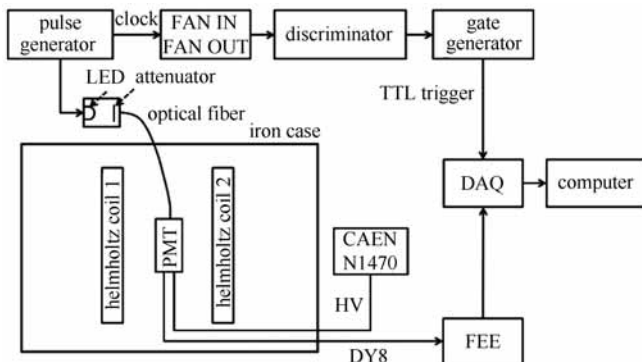 pulse
generator
clock
FAN IN
FAN OUT
discriminator
gate
generator
LED
attenuator
optical fiber
TTL trigger
iron case
helmholtz coil 1
helmholtz coil 2
PMT
CAEN
N1470
HV
DAQ
computer
DY8
FEE